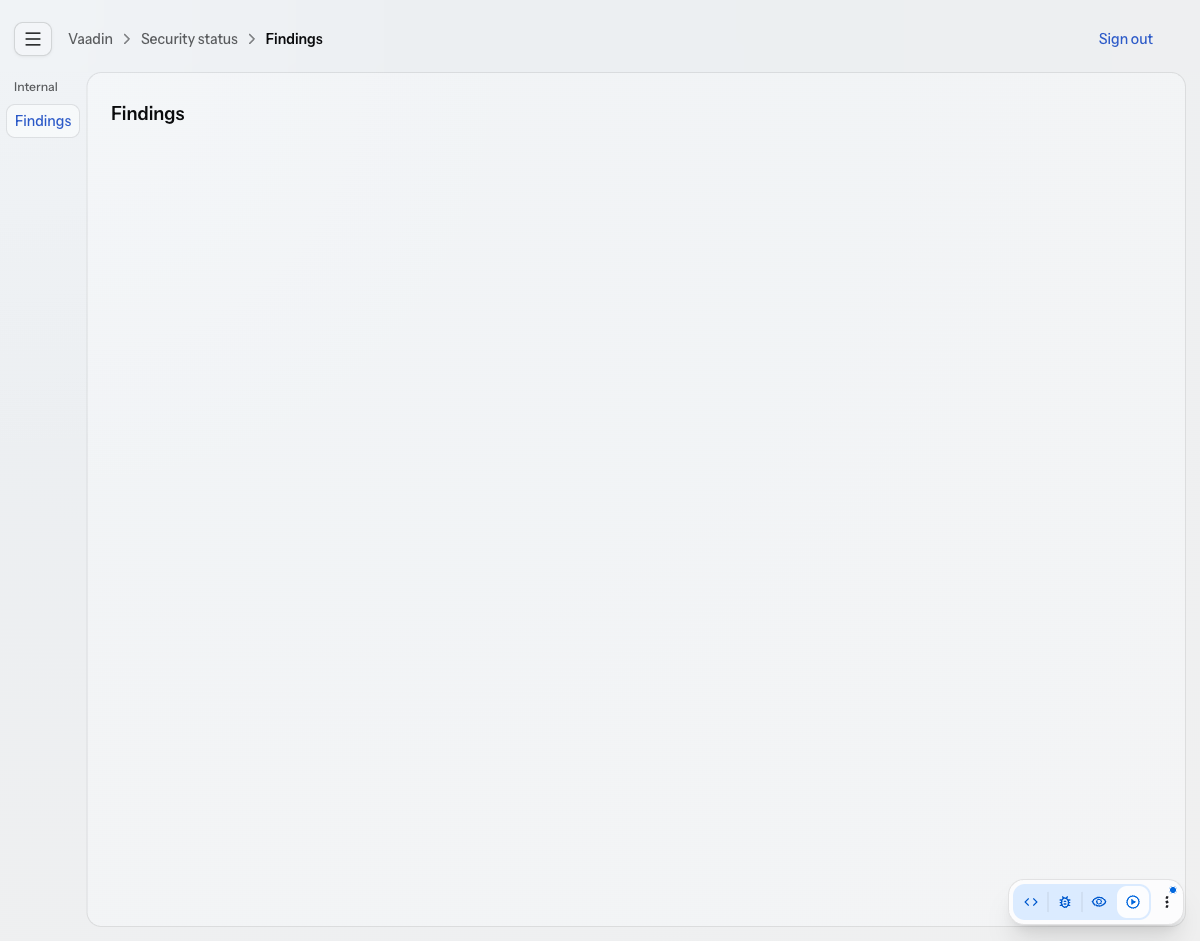 Vaadin > Security status > Findings
Sign out
Internal
Findings
Findings